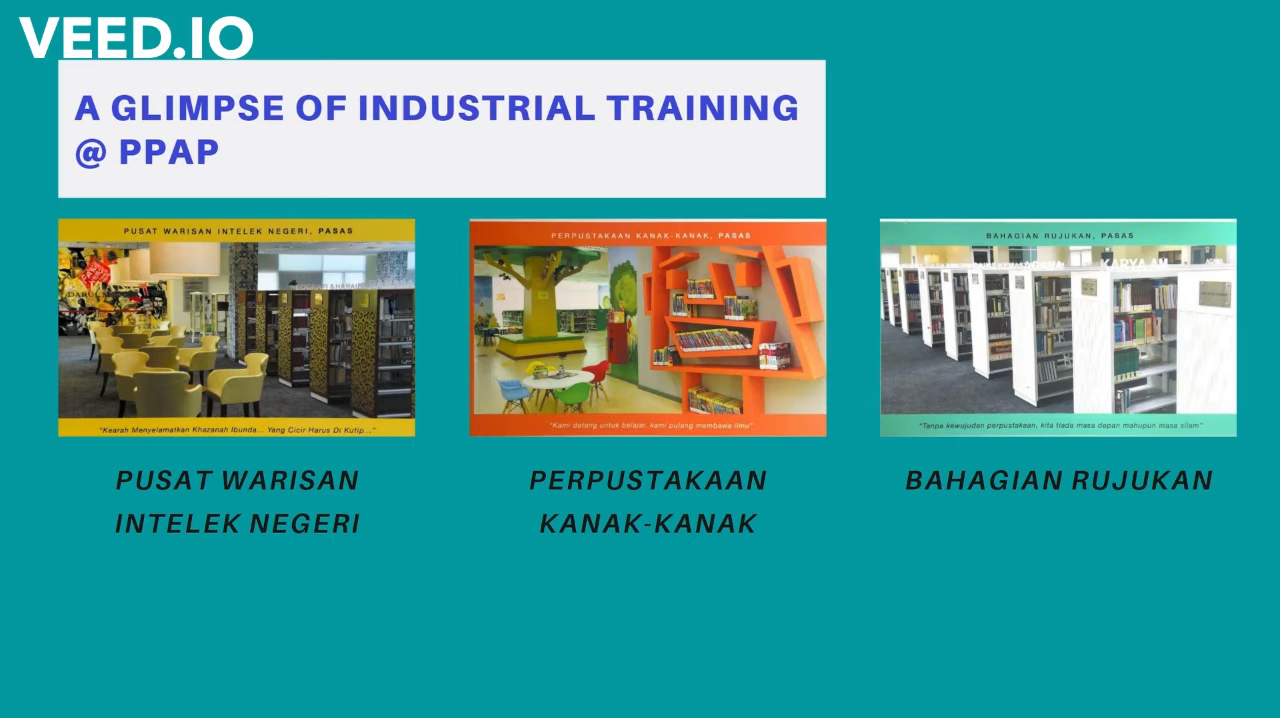 VEED.IO
A GLIMPSE OF INDUSTRIAL TRAINING
@ PPAP
PUSAT WARISAN INTELEK NEGERI, PASAS
"Kearah Menyelamatkan Khazanah Ibunda... Yang Cicir Harus Di Kutip..."
PERPUSTAKAAN KANAK-KANAK, PASAS
"Kami datang untuk belajar, kami pulang membawa ilmu"
BAHAGIAN RUJUKAN, PASAS
"Tanpa kewujudan perpustakaan, kita tiada masa depan mahupun masa silam"
PUSAT WARISAN
INTELEK NEGERI
PERPUSTAKAAN
KANAK-KANAK
BAHAGIAN RUJUKAN